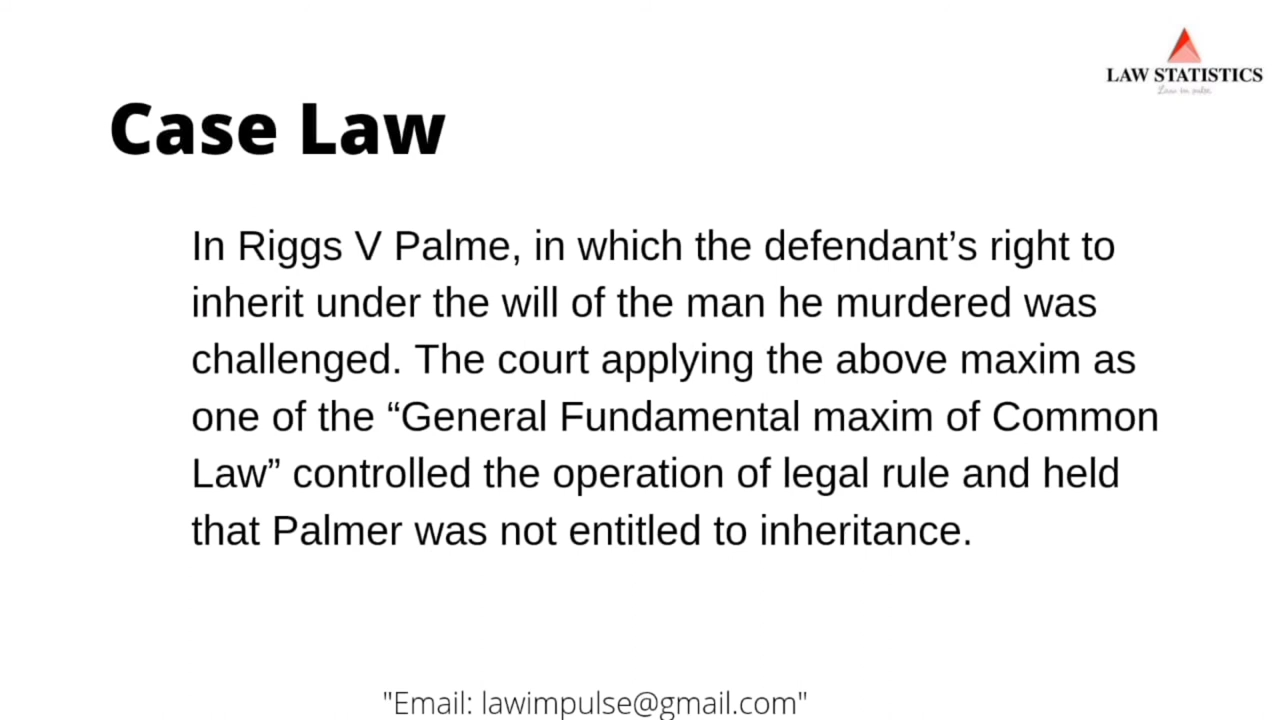 LAW STATISTICS
Law in pulse
Case Law
In Riggs V Palme, in which the defendant’s right to
inherit under the will of the man he murdered was
challenged. The court applying the above maxim as
one of the “General Fundamental maxim of Common
Law” controlled the operation of legal rule and held
that Palmer was not entitled to inheritance.
"Email: lawimpulse@gmail.com"